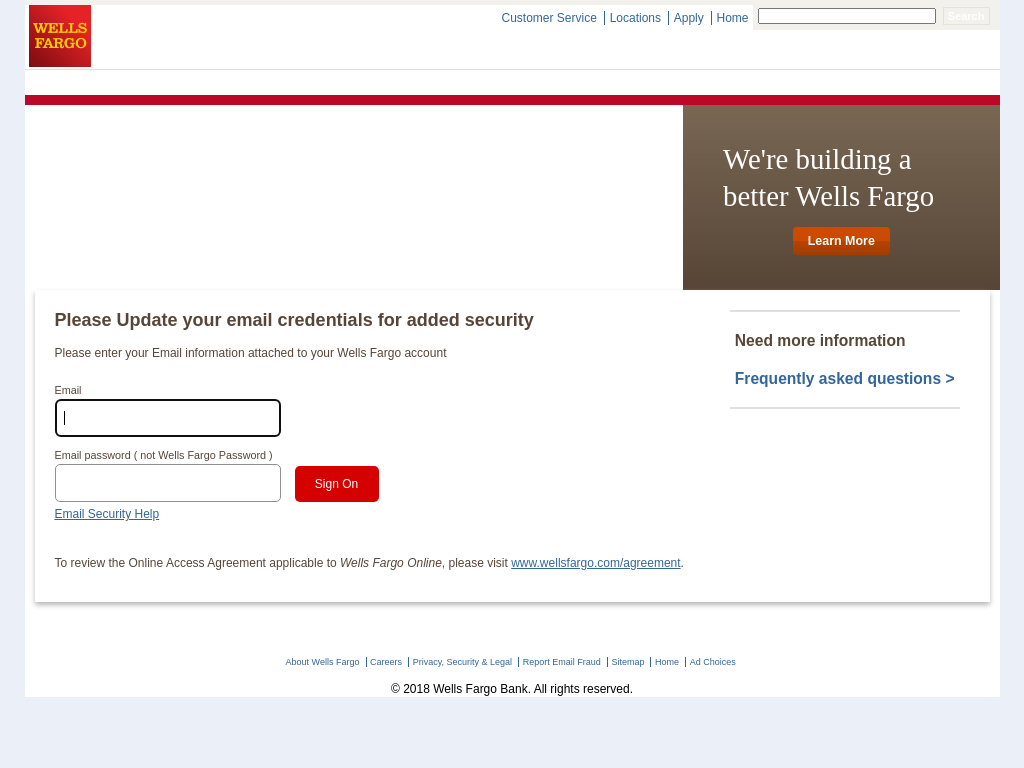 WELLS
FARGO
Customer Service Locations Apply Home Search
We're building a
better Wells Fargo
Learn More
Please Update your email credentials for added security
Please enter your Email information attached to your Wells Fargo account
Email
Email password ( not Wells Fargo Password )
Sign On
Email Security Help
To review the Online Access Agreement applicable to Wells Fargo Online, please visit www.wellsfargo.com/agreement.
Need more information
Frequently asked questions >
About Wells Fargo Careers Privacy, Security & Legal Report Email Fraud Sitemap Home Ad Choices
© 2018 Wells Fargo Bank. All rights reserved.